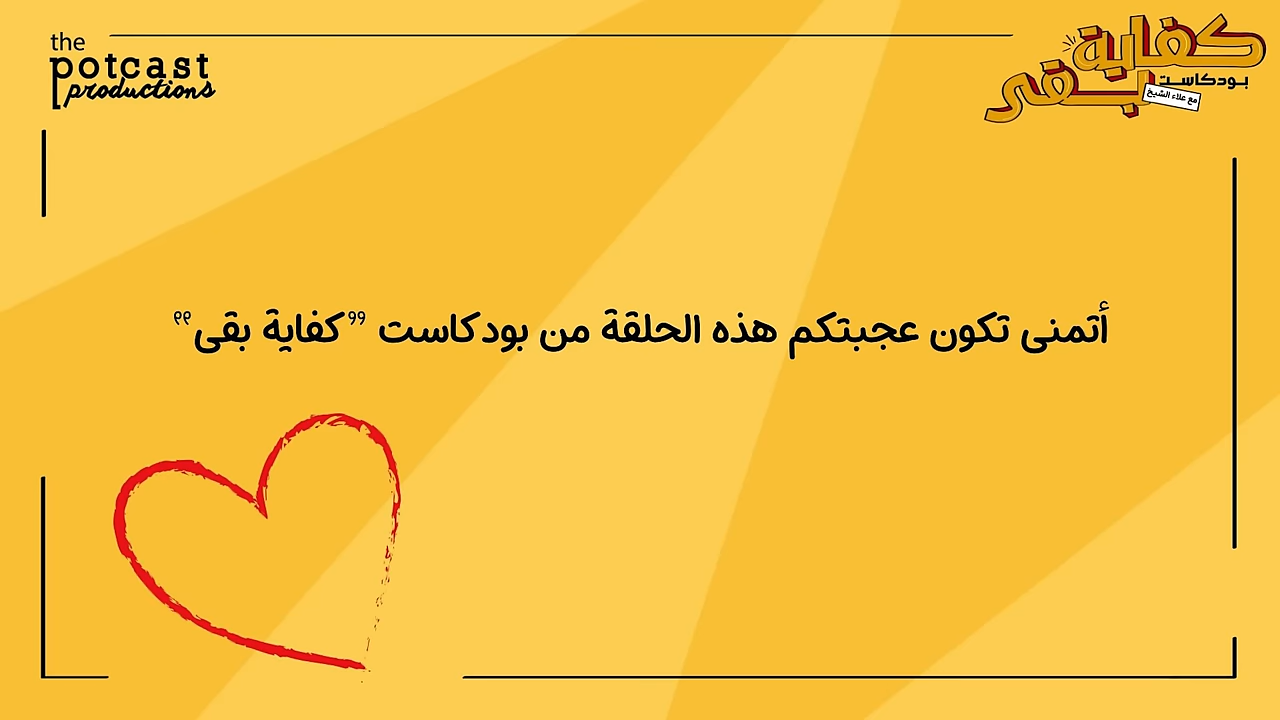 the
potcast
productions
كفاية
بقى
بودكاست
مع علاء الشيخ
أتمنى تكون عجبتكم هذه الحلقة من بودكاست ”كفاية بقى“